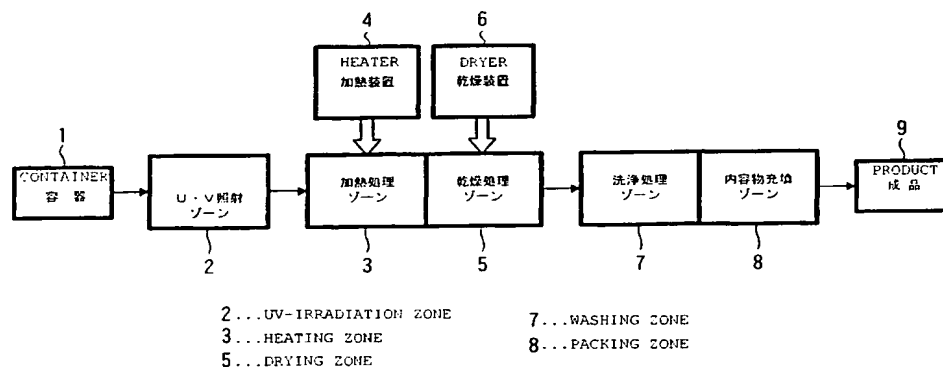 4
6
HEATER
加熱装置
DRYER
乾燥装置
1
9
CONTAINER
容器
U・V照射
ゾーン
加熱処理
ゾーン
乾燥処理
ゾーン
洗浄処理
ゾーン
内容物充填
ゾーン
PRODUCT
成品
2
3
5
7
8
2...UV-IRRADIATION ZONE
3...HEATING ZONE
5...DRYING ZONE
7...WASHING ZONE
8...PACKING ZONE